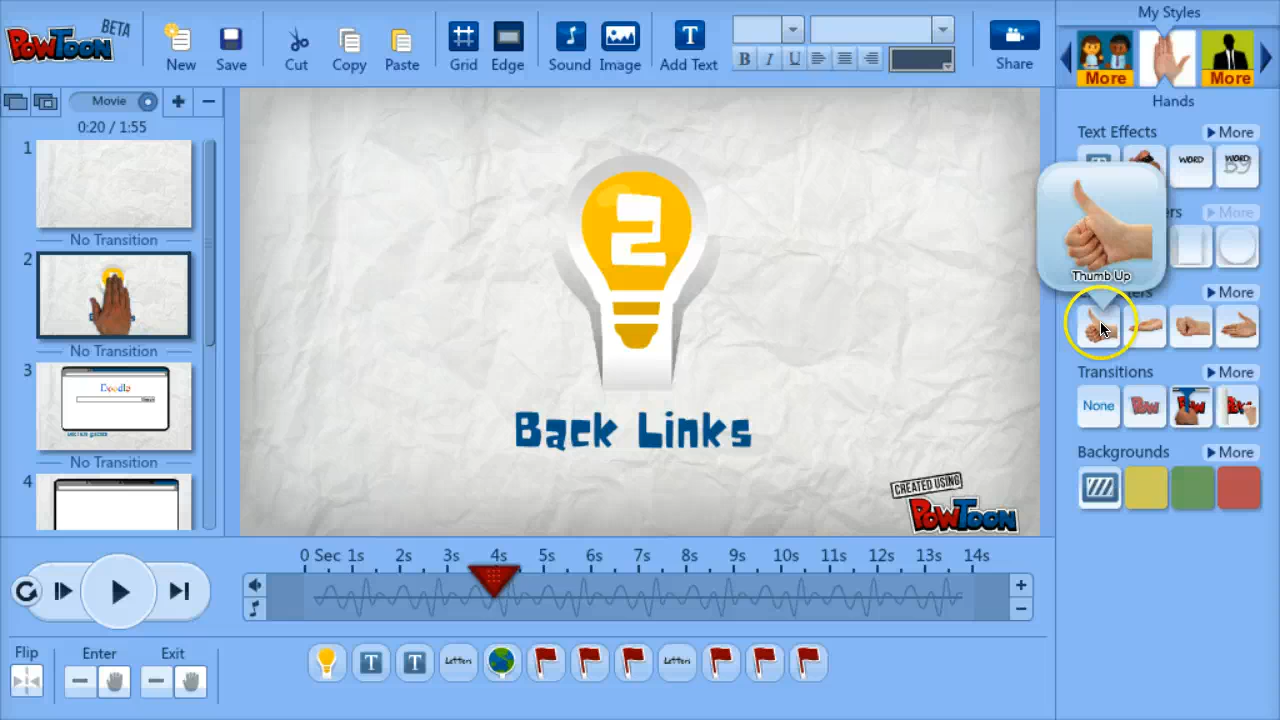 POWTOON BETA
New
Save
Cut
Copy
Paste
Grid
Edge
Sound
Image
T
Add Text
B I U
Share
My Styles
More
More
Hands
Movie
0:20 / 1:55
1
No Transition
2
No Transition
3
Doodle
No Transition
4
2
Back Links
CREATED USING
POWTOON
Text Effects
More
WORD
WORD
More
Thumb Up
More
Transitions
More
None
POW
Backgrounds
More
0 Sec 1s 2s 3s 4s 5s 6s 7s 8s 9s 10s 11s 12s 13s 14s
T
T
Letters
Letters
Flip
Enter
Exit